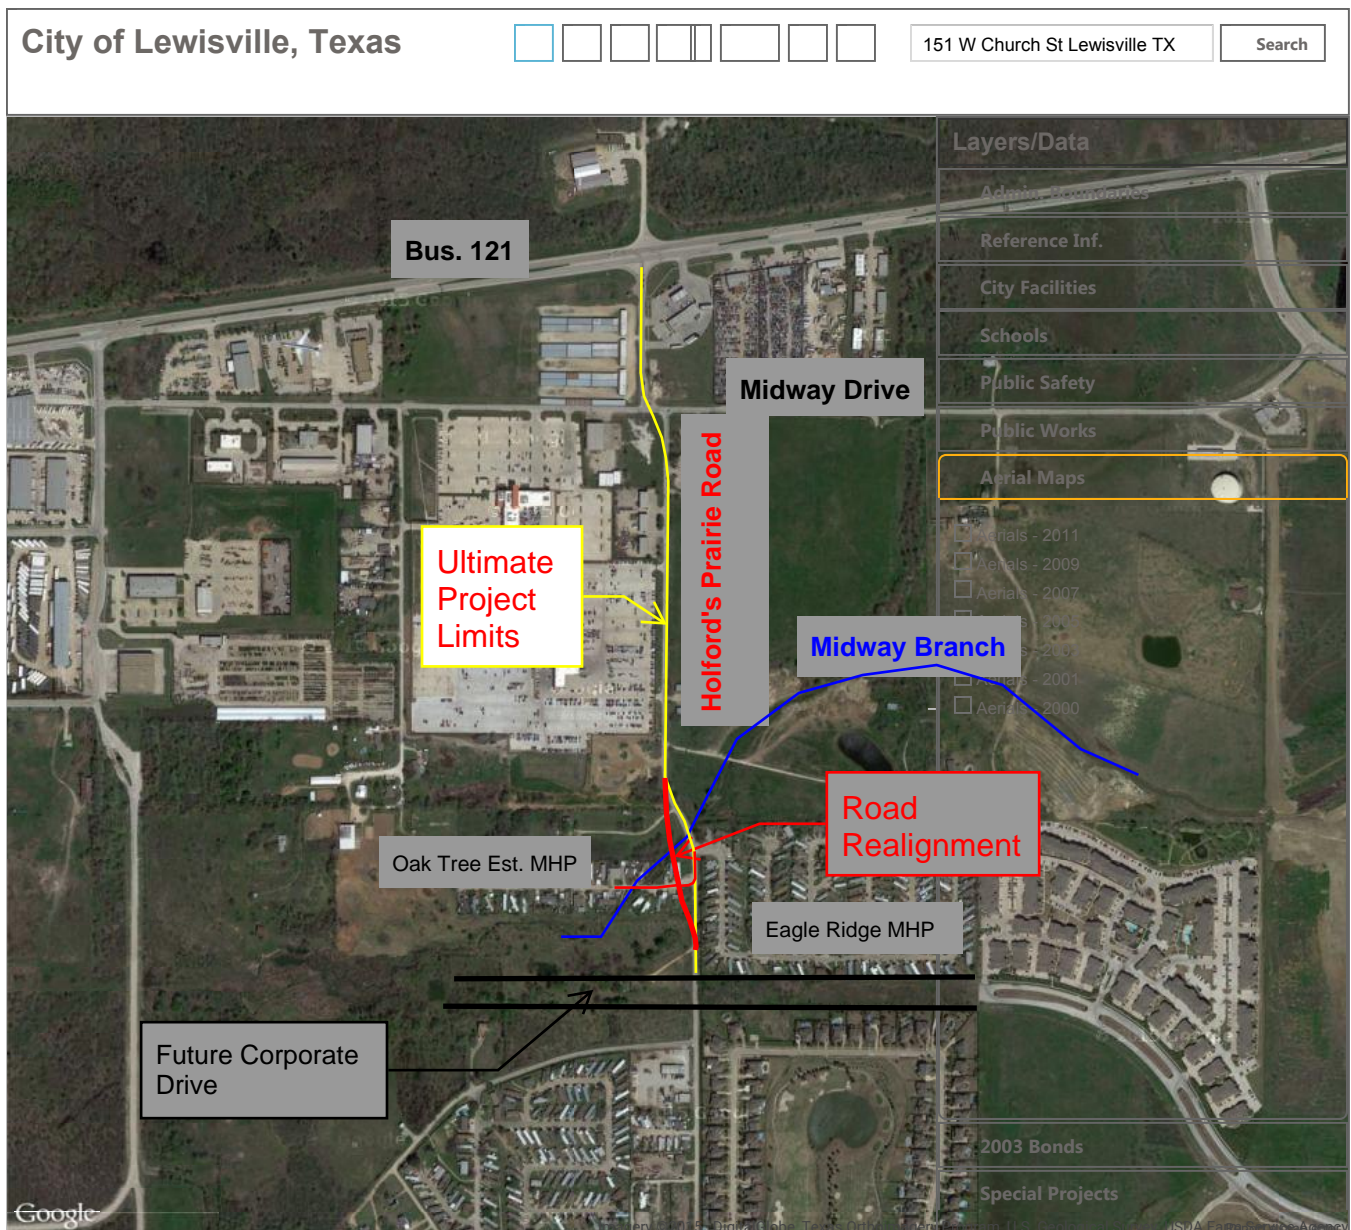 City of Lewisville, Texas
151 W Church St Lewisville TX
Search
Layers/Data
Admin. Boundaries
Reference Inf.
City Facilities
Schools
Public Safety
Public Works
Aerial Maps
Aerials - 2011
Aerials - 2009
Aerials - 2007
Aerials - 2001
Aerials - 2000
2003 Bonds
Special Projects
Bus. 121
Midway Drive
Holford's Prairie Road
Ultimate
Project
Limits
Midway Branch
Road
Realignment
Oak Tree Est. MHP
Eagle Ridge MHP
Future Corporate
Drive
Google